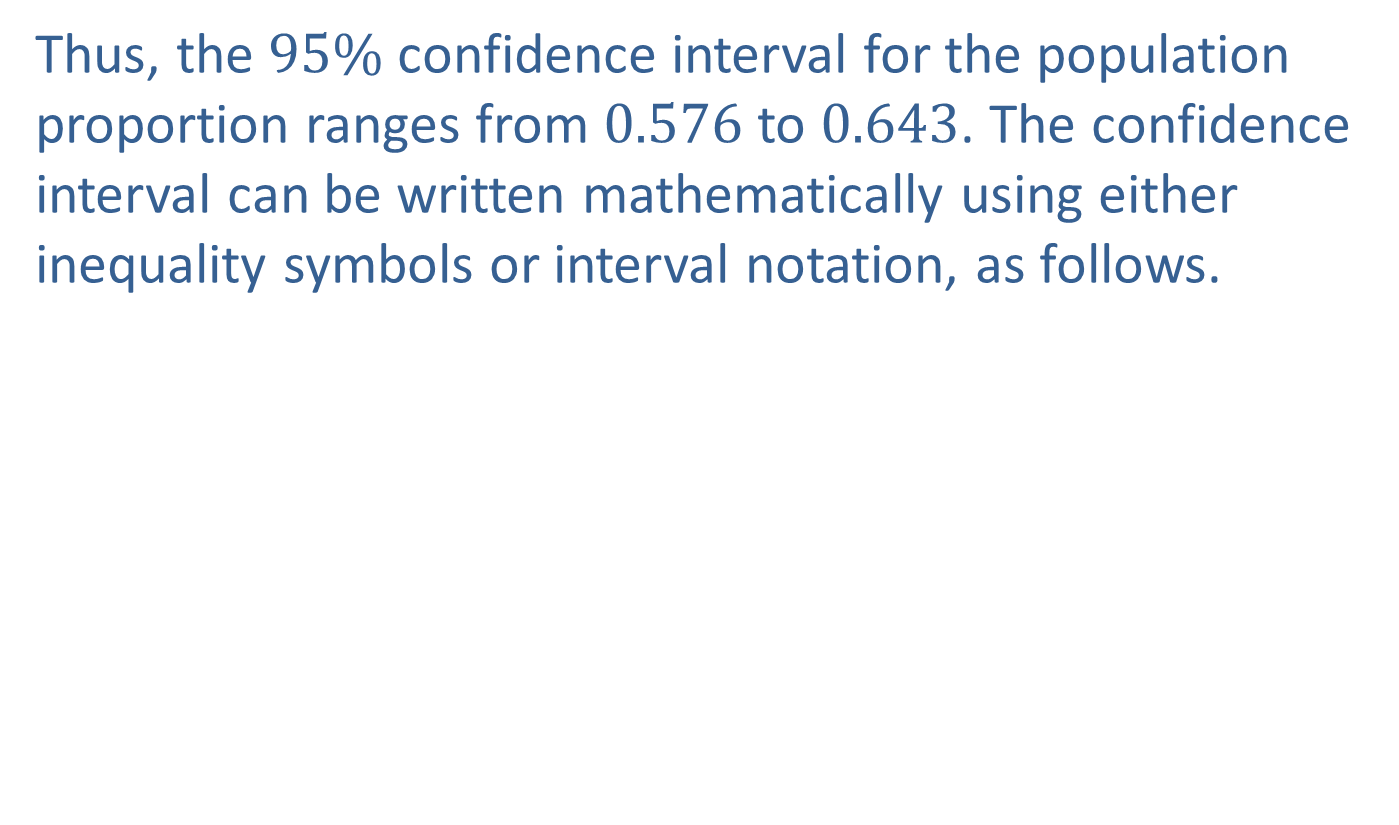 Thus, the 95% confidence interval for the population
proportion ranges from 0.576 to 0.643. The confidence
interval can be written mathematically using either
inequality symbols or interval notation, as follows.